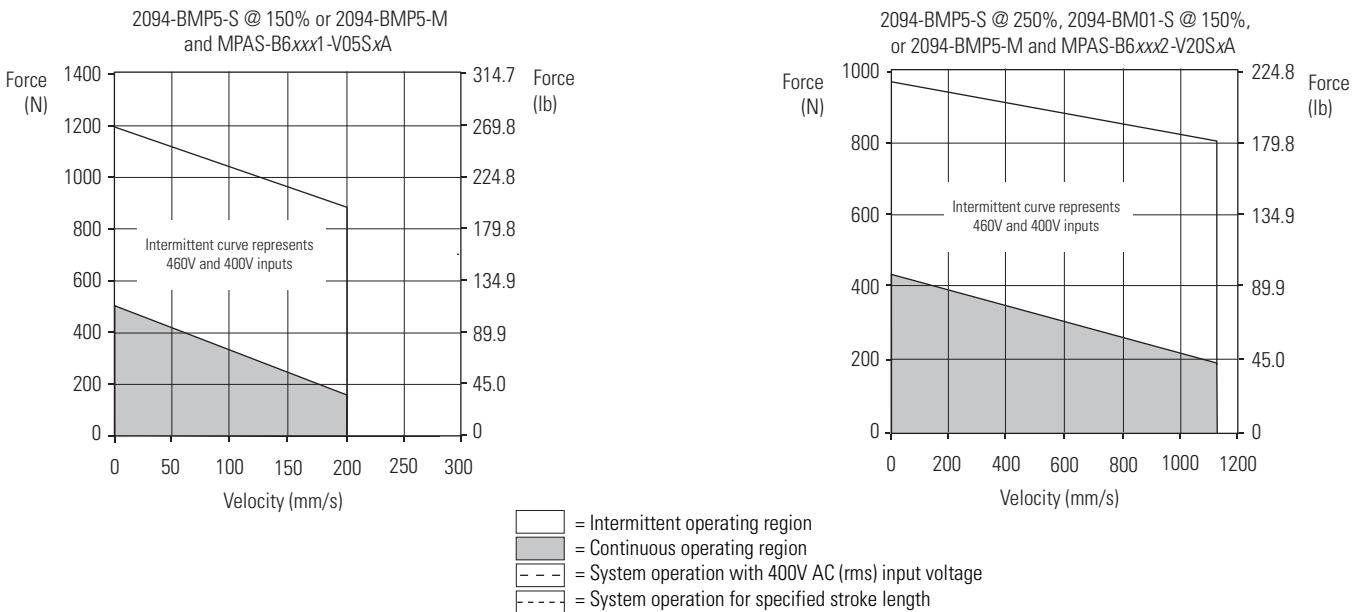 2094-BMP5-S @ 150% or 2094-BMP5-M
and MPAS-B6xxx1-V05SxA
Force
(N)
1400
1200
1000
800
600
400
200
0
314.7
269.8
224.8
179.8
134.9
89.9
45.0
0
Force
(lb)
Intermittent curve represents
460V and 400V inputs
0 50 100 150 200 250 300
Velocity (mm/s)
2094-BMP5-S @ 250%, 2094-BM01-S @ 150%,
or 2094-BMP5-M and MPAS-B6xxx2-V20SxA
Force
(N)
1000
800
600
400
200
0
224.8
179.8
134.9
89.9
45.0
0
Force
(lb)
Intermittent curve represents
460V and 400V inputs
0 200 400 600 800 1000 1200
Velocity (mm/s)
= Intermittent operating region
= Continuous operating region
= System operation with 400V AC (rms) input voltage
= System operation for specified stroke length